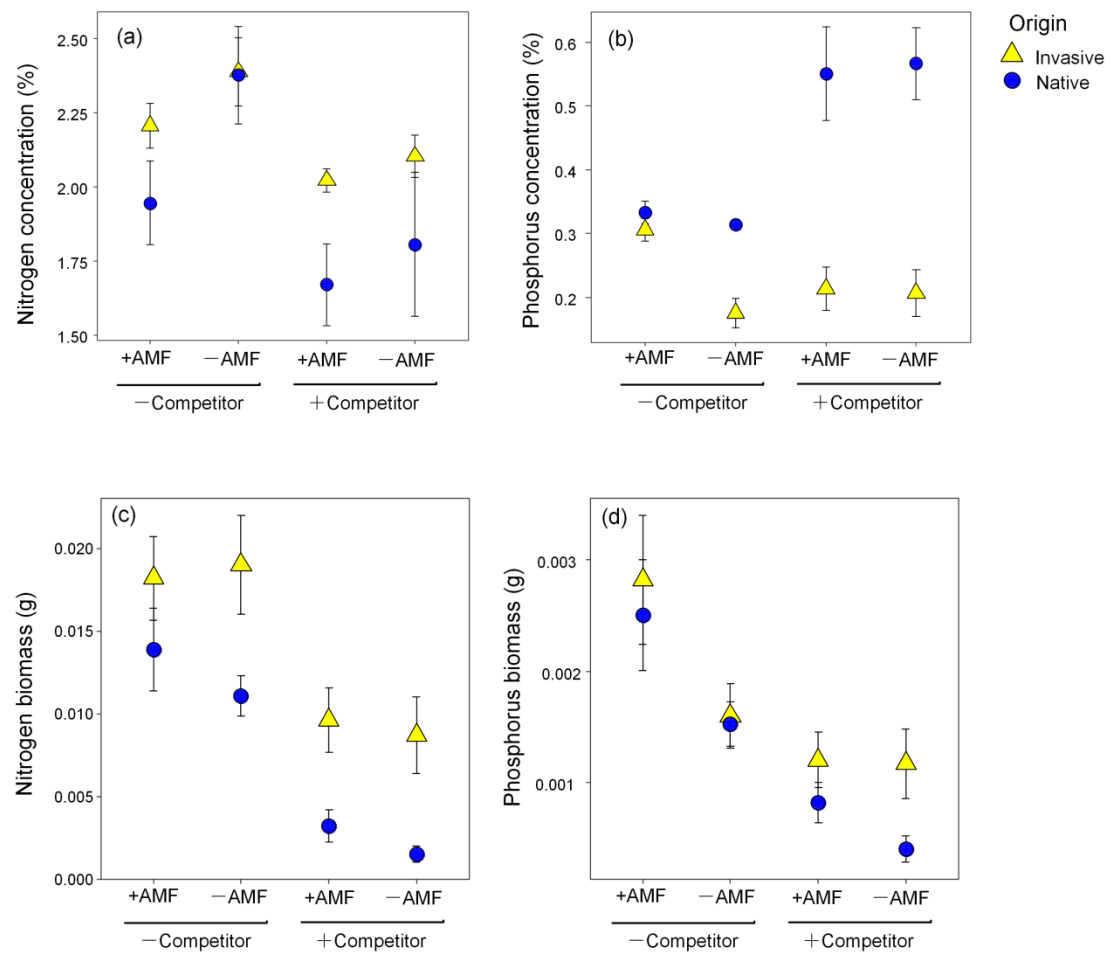 Origin
Invasive
Native
(a)
Nitrogen concentration (%)
2.50
2.25
2.00
1.75
1.50
+AMF －AMF +AMF －AMF
－Competitor ＋Competitor
(b)
Phosphorus concentration (%)
0.6
0.5
0.4
0.3
0.2
+AMF －AMF +AMF －AMF
－Competitor ＋Competitor
(c)
Nitrogen biomass (g)
0.020
0.015
0.010
0.005
0.000
+AMF －AMF +AMF －AMF
－Competitor ＋Competitor
(d)
Phosphorus biomass (g)
0.003
0.002
0.001
+AMF －AMF +AMF －AMF
－Competitor ＋Competitor